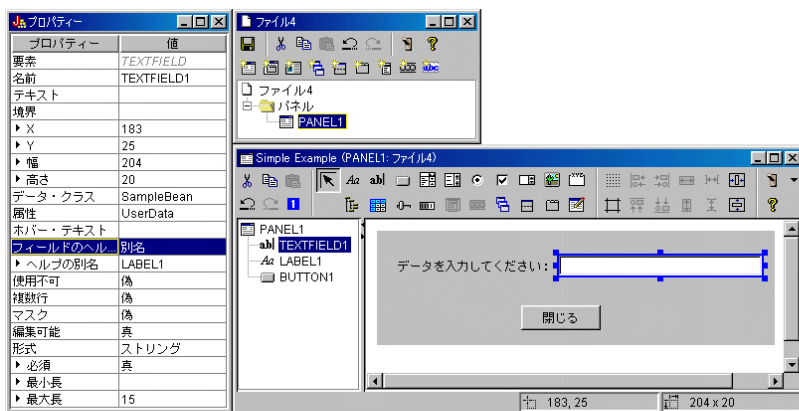 プロパティー
プロパティー 値
要素 TEXTFIELD
名前 TEXTFIELD1
テキスト
境界
X 183
Y 25
幅 204
高さ 20
データ・クラス SampleBean
属性 UserData
ホバー・テキスト
フィールドのヘル... 別名
ヘルプの別名 LABEL1
使用不可 偽
複数行 偽
マスク 偽
編集可能 真
形式 ストリング
必須 真
最小長
最大長 15
ファイル4
ファイル4
パネル
PANEL1
Simple Example (PANEL1: ファイル4)
PANEL1
TEXTFIELD1
LABEL1
BUTTON1
データを入力してください:
閉じる
183, 25
204 x 20